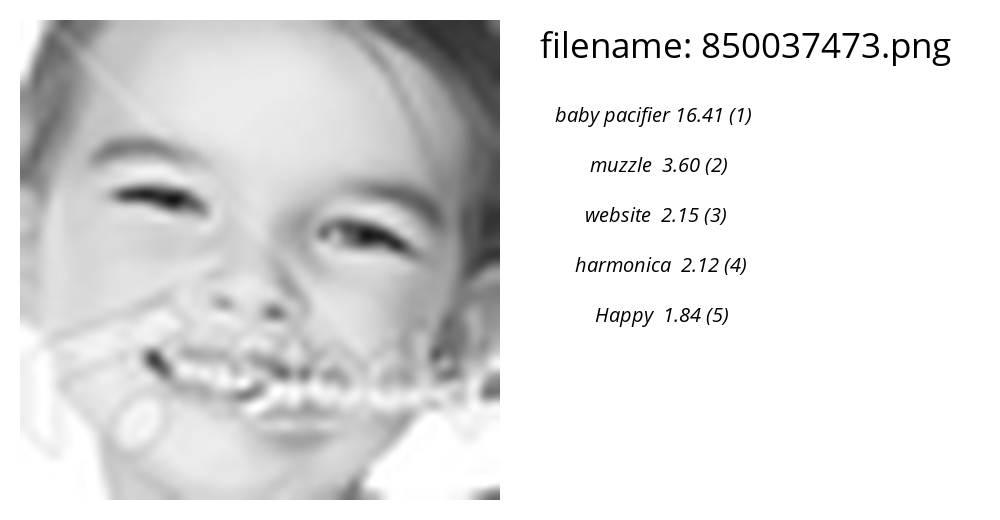 filename: 850037473.png
baby pacifier 16.41 (1)
muzzle 3.60 (2)
website 2.15 (3)
harmonica 2.12 (4)
Happy 1.84 (5)